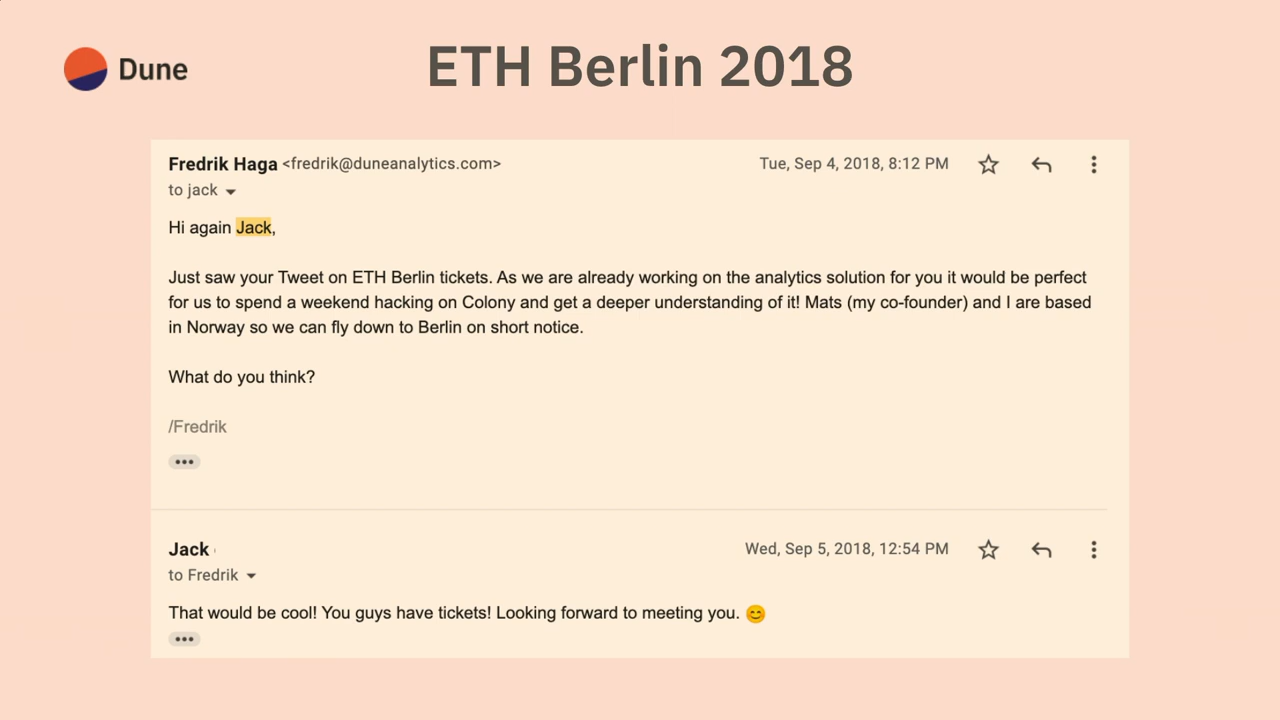 Dune
ETH Berlin 2018
Fredrik Haga <fredrik@duneanalytics.com>
Tue, Sep 4, 2018, 8:12 PM
to jack
Hi again Jack,
Just saw your Tweet on ETH Berlin tickets. As we are already working on the analytics solution for you it would be perfect
for us to spend a weekend hacking on Colony and get a deeper understanding of it! Mats (my co-founder) and I are based
in Norway so we can fly down to Berlin on short notice.
What do you think?
/Fredrik
Jack
Wed, Sep 5, 2018, 12:54 PM
to Fredrik
That would be cool! You guys have tickets! Looking forward to meeting you. 😊